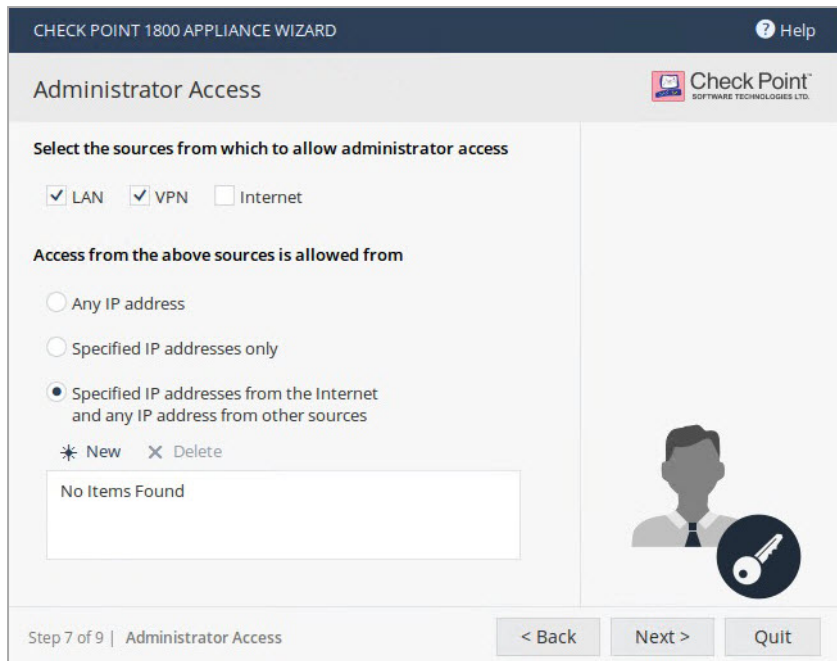 CHECK POINT 1800 APPLIANCE WIZARD
? Help
Administrator Access
Check Point
SOFTWARE TECHNOLOGIES LTD.
Select the sources from which to allow administrator access
LAN VPN Internet
Access from the above sources is allowed from
Any IP address
Specified IP addresses only
Specified IP addresses from the Internet
and any IP address from other sources
New Delete
No Items Found
Step 7 of 9 | Administrator Access
< Back Next > Quit